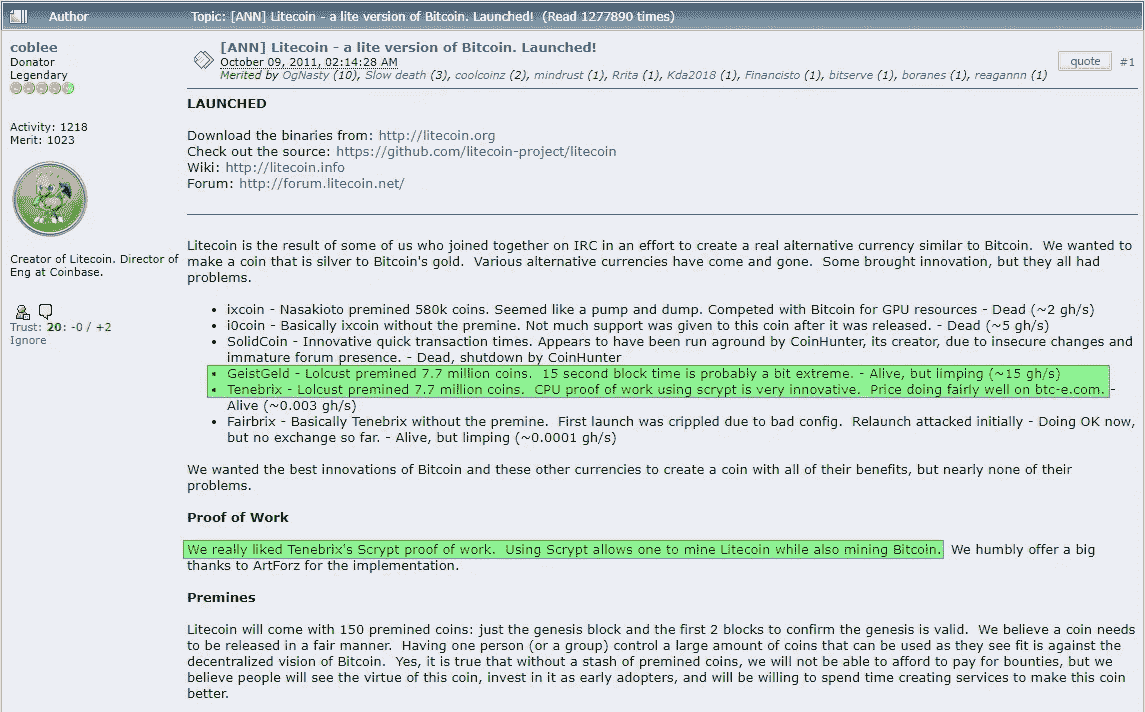 Author Topic: [ANN] Litecoin - a lite version of Bitcoin. Launched! (Read 1277890 times)
coblee
Donator
Legendary
Activity: 1218
Merit: 1023
Creator of Litecoin. Director of
Eng at Coinbase.
Trust: 20: -0 / +2
Ignore
[ANN] Litecoin - a lite version of Bitcoin. Launched!
October 09, 2011, 02:14:28 AM
Merited by OgNasty (10), Slow death (3), coolcoinz (2), mindrust (1), Rrita (1), Kda2018 (1), Financisto (1), bitserve (1), boranes (1), reagannn (1)
quote #1
LAUNCHED
Download the binaries from: http://litecoin.org
Check out the source: https://github.com/litecoin-project/litecoin
Wiki: http://litecoin.info
Forum: http://forum.litecoin.net/
Litecoin is the result of some of us who joined together on IRC in an effort to create a real alternative currency similar to Bitcoin. We wanted to
make a coin that is silver to Bitcoin's gold. Various alternative currencies have come and gone. Some brought innovation, but they all had
problems.
• ixcoin - Nasakioto premined 580k coins. Seemed like a pump and dump. Competed with Bitcoin for GPU resources - Dead (~2 gh/s)
• i0coin - Basically ixcoin without the premine. Not much support was given to this coin after it was released. - Dead (~5 gh/s)
• SolidCoin - Innovative quick transaction times. Appears to have been run aground by CoinHunter, its creator, due to insecure changes and
immature forum presence. - Dead, shutdown by CoinHunter
• GeistGeld - Lolcust premined 7.7 million coins. 15 second block time is probably a bit extreme. - Alive, but limping (~15 gh/s)
• Tenebrix - Lolcust premined 7.7 million coins. CPU proof of work using scrypt is very innovative. Price doing fairly well on btc-e.com. -
Alive (~0.003 gh/s)
• Fairbrix - Basically Tenebrix without the premine. First launch was crippled due to bad config. Relaunch attacked initially - Doing OK now,
but no exchange so far. - Alive, but limping (~0.0001 gh/s)
We wanted the best innovations of Bitcoin and these other currencies to create a coin with all of their benefits, but nearly none of their
problems.
Proof of Work
We really liked Tenebrix's Scrypt proof of work. Using Scrypt allows one to mine Litecoin while also mining Bitcoin. We humbly offer a big
thanks to ArtForz for the implementation.
Premines
Litecoin will come with 150 premined coins: just the genesis block and the first 2 blocks to confirm the genesis is valid. We believe a coin needs
to be released in a fair manner. Having one person (or a group) control a large amount of coins that can be used as they see fit is against the
decentralized vision of Bitcoin. Yes, it is true that without a stash of premined coins, we will not be able to afford to pay for bounties, but we
believe people will see the virtue of this coin, invest in it as early adopters, and will be willing to spend time creating services to make this coin
better.